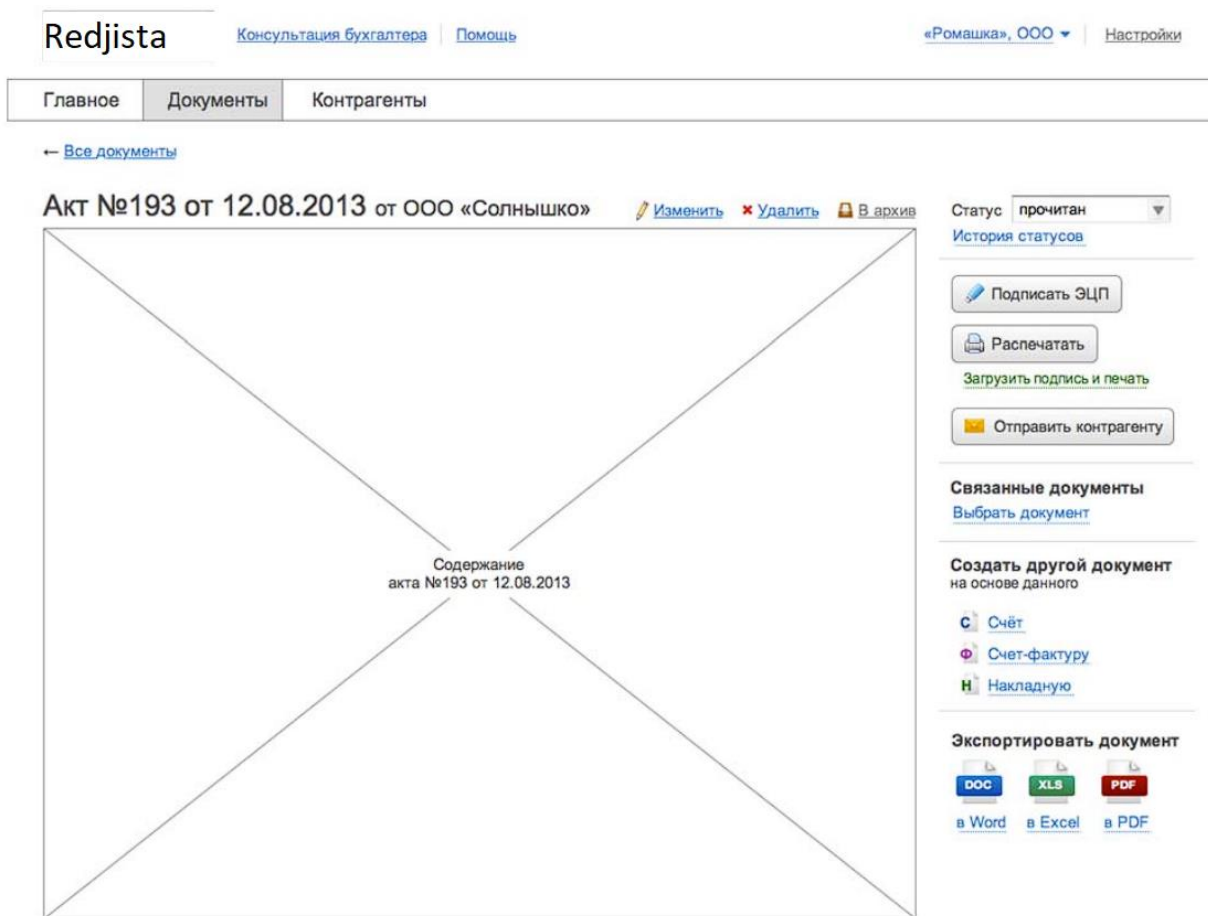 Redjista Консультация бухгалтера Помощь «Ромашка», ООО Настройки
Главное Документы Контрагенты
← Все документы
Акт №193 от 12.08.2013 от ООО «Солнышко» Изменить Удалить В архив
Статус прочитан
История статусов
Подписать ЭЦП
Распечатать
Загрузить подпись и печать
Отправить контрагенту
Связанные документы
Выбрать документ
Содержание
акта №193 от 12.08.2013
Создать другой документ
на основе данного
С Счёт
Ф Счет-фактуру
Н Накладную
Экспортировать документ
DOC XLS PDF
в Word в Excel в PDF